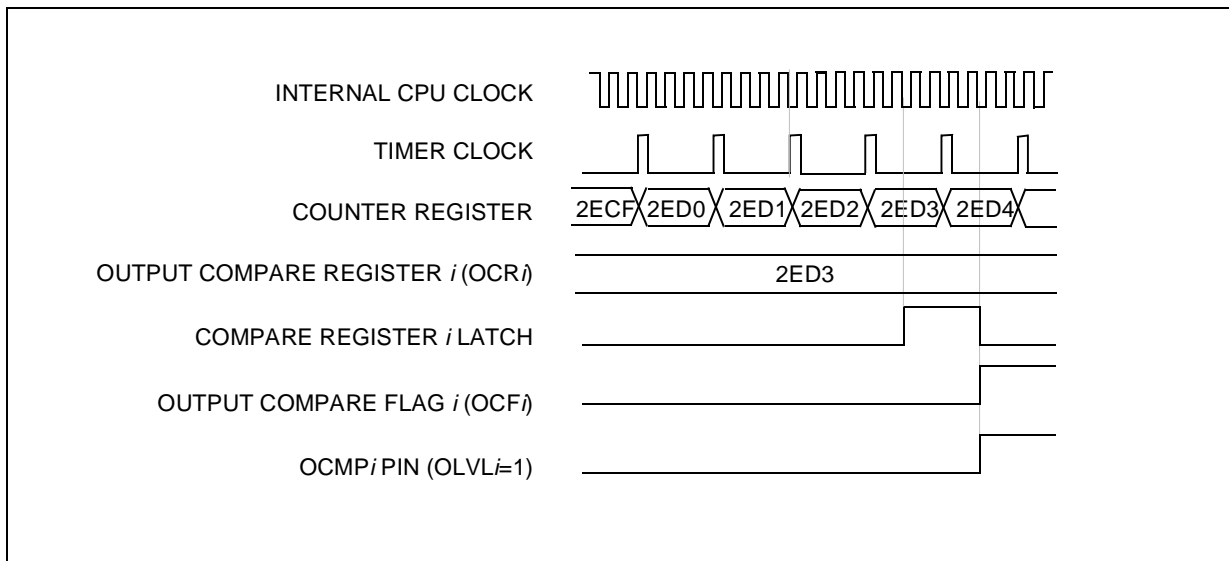 INTERNAL CPU CLOCK
TIMER CLOCK
COUNTER REGISTER 2ECF 2ED0 2ED1 2ED2 2ED3 2ED4
OUTPUT COMPARE REGISTER i (OCRi) 2ED3
COMPARE REGISTER i LATCH
OUTPUT COMPARE FLAG i (OCFi)
OCMPi PIN (OLVLi=1)